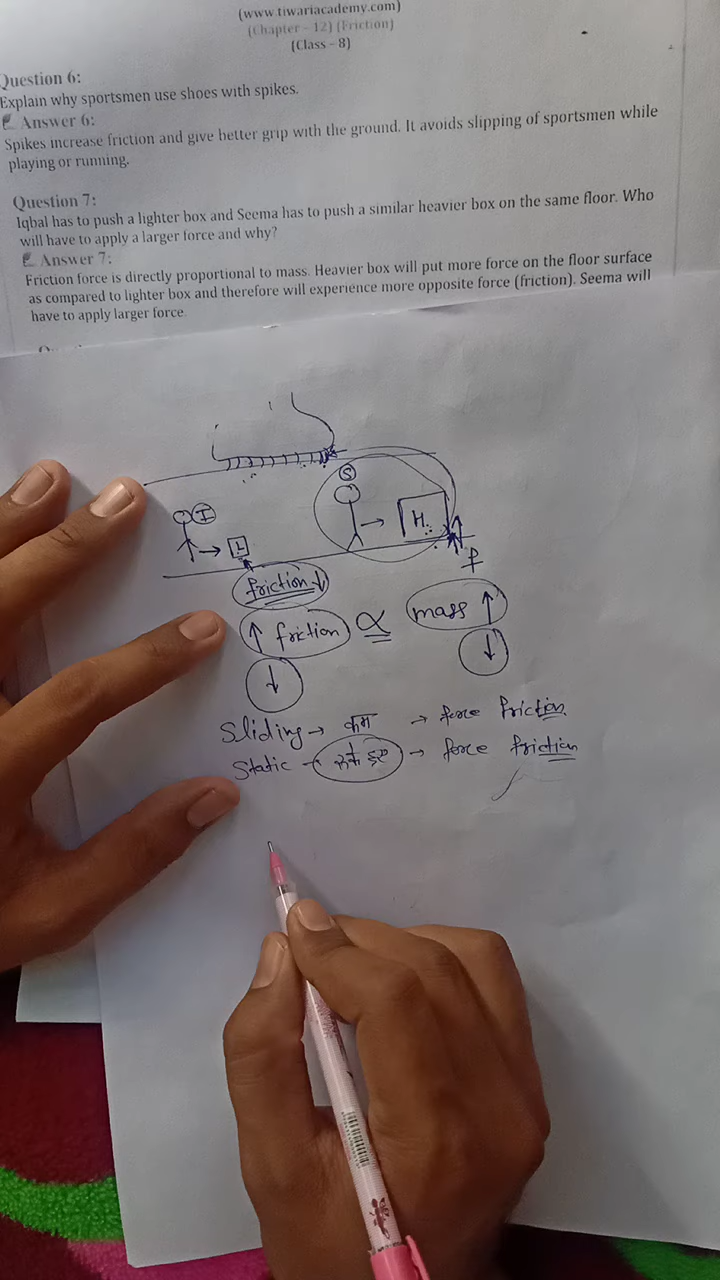 (www.tiwariacademy.com)
(Chapter - 12) (Friction)
(Class - 8)
Question 6:
Explain why sportsmen use shoes with spikes.
Answer 6:
Spikes increase friction and give better grip with the ground. It avoids slipping of sportsmen while
playing or running.
Question 7:
Iqbal has to push a lighter box and Seema has to push a similar heavier box on the same floor. Who
will have to apply a larger force and why?
Answer 7:
Friction force is directly proportional to mass. Heavier box will put more force on the floor surface
as compared to lighter box and therefore will experience more opposite force (friction). Seema will
have to apply larger force.
S
I → L
→ H
f
friction ↓
↑ friction ∝ mass ↑
↓ ↓
Sliding → कम → force friction
Static → → force friction